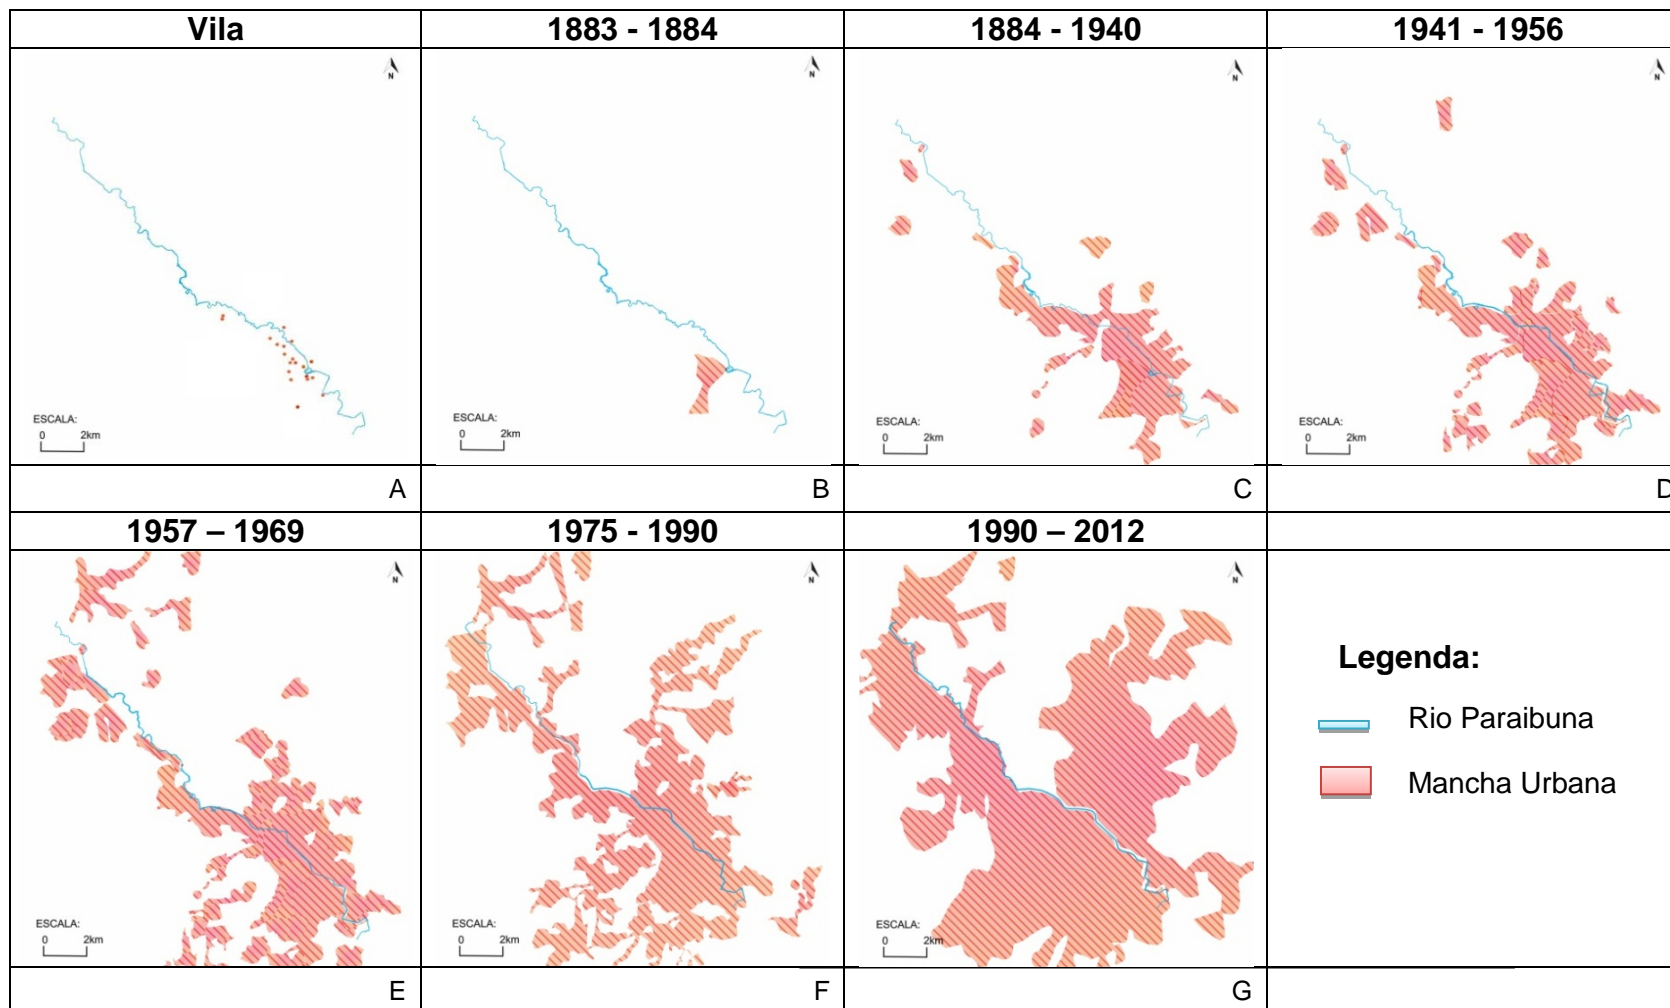 Vila
1883 - 1884
1884 - 1940
1941 - 1956
N
N
N
N
ESCALA:
0 2km
ESCALA:
0 2km
ESCALA:
0 2km
ESCALA:
0 2km
A
B
C
D
1957 – 1969
1975 - 1990
1990 – 2012
N
N
N
Legenda:
Rio Paraibuna
Mancha Urbana
ESCALA:
0 2km
ESCALA:
0 2km
ESCALA:
0 2km
E
F
G